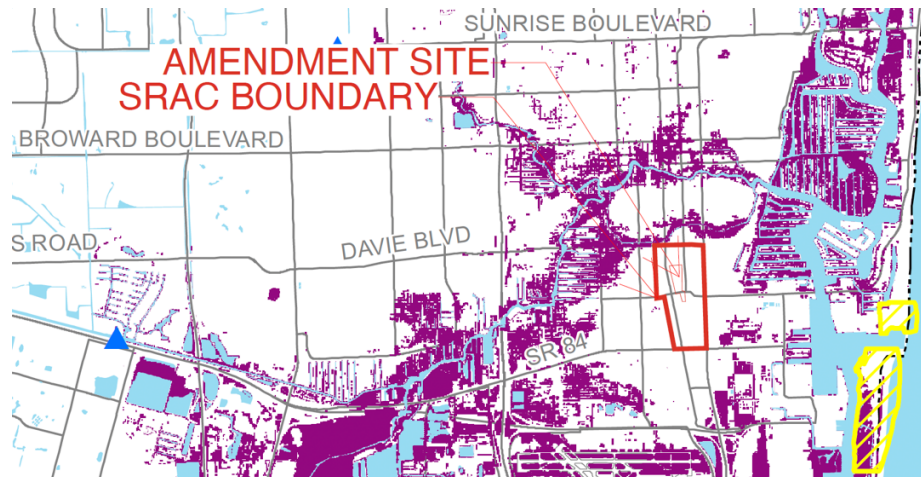 SUNRISE BOULEVARD
AMENDMENT SITE
SRAC BOUNDARY
BROWARD BOULEVARD
S ROAD
DAVIE BLVD
SR 84